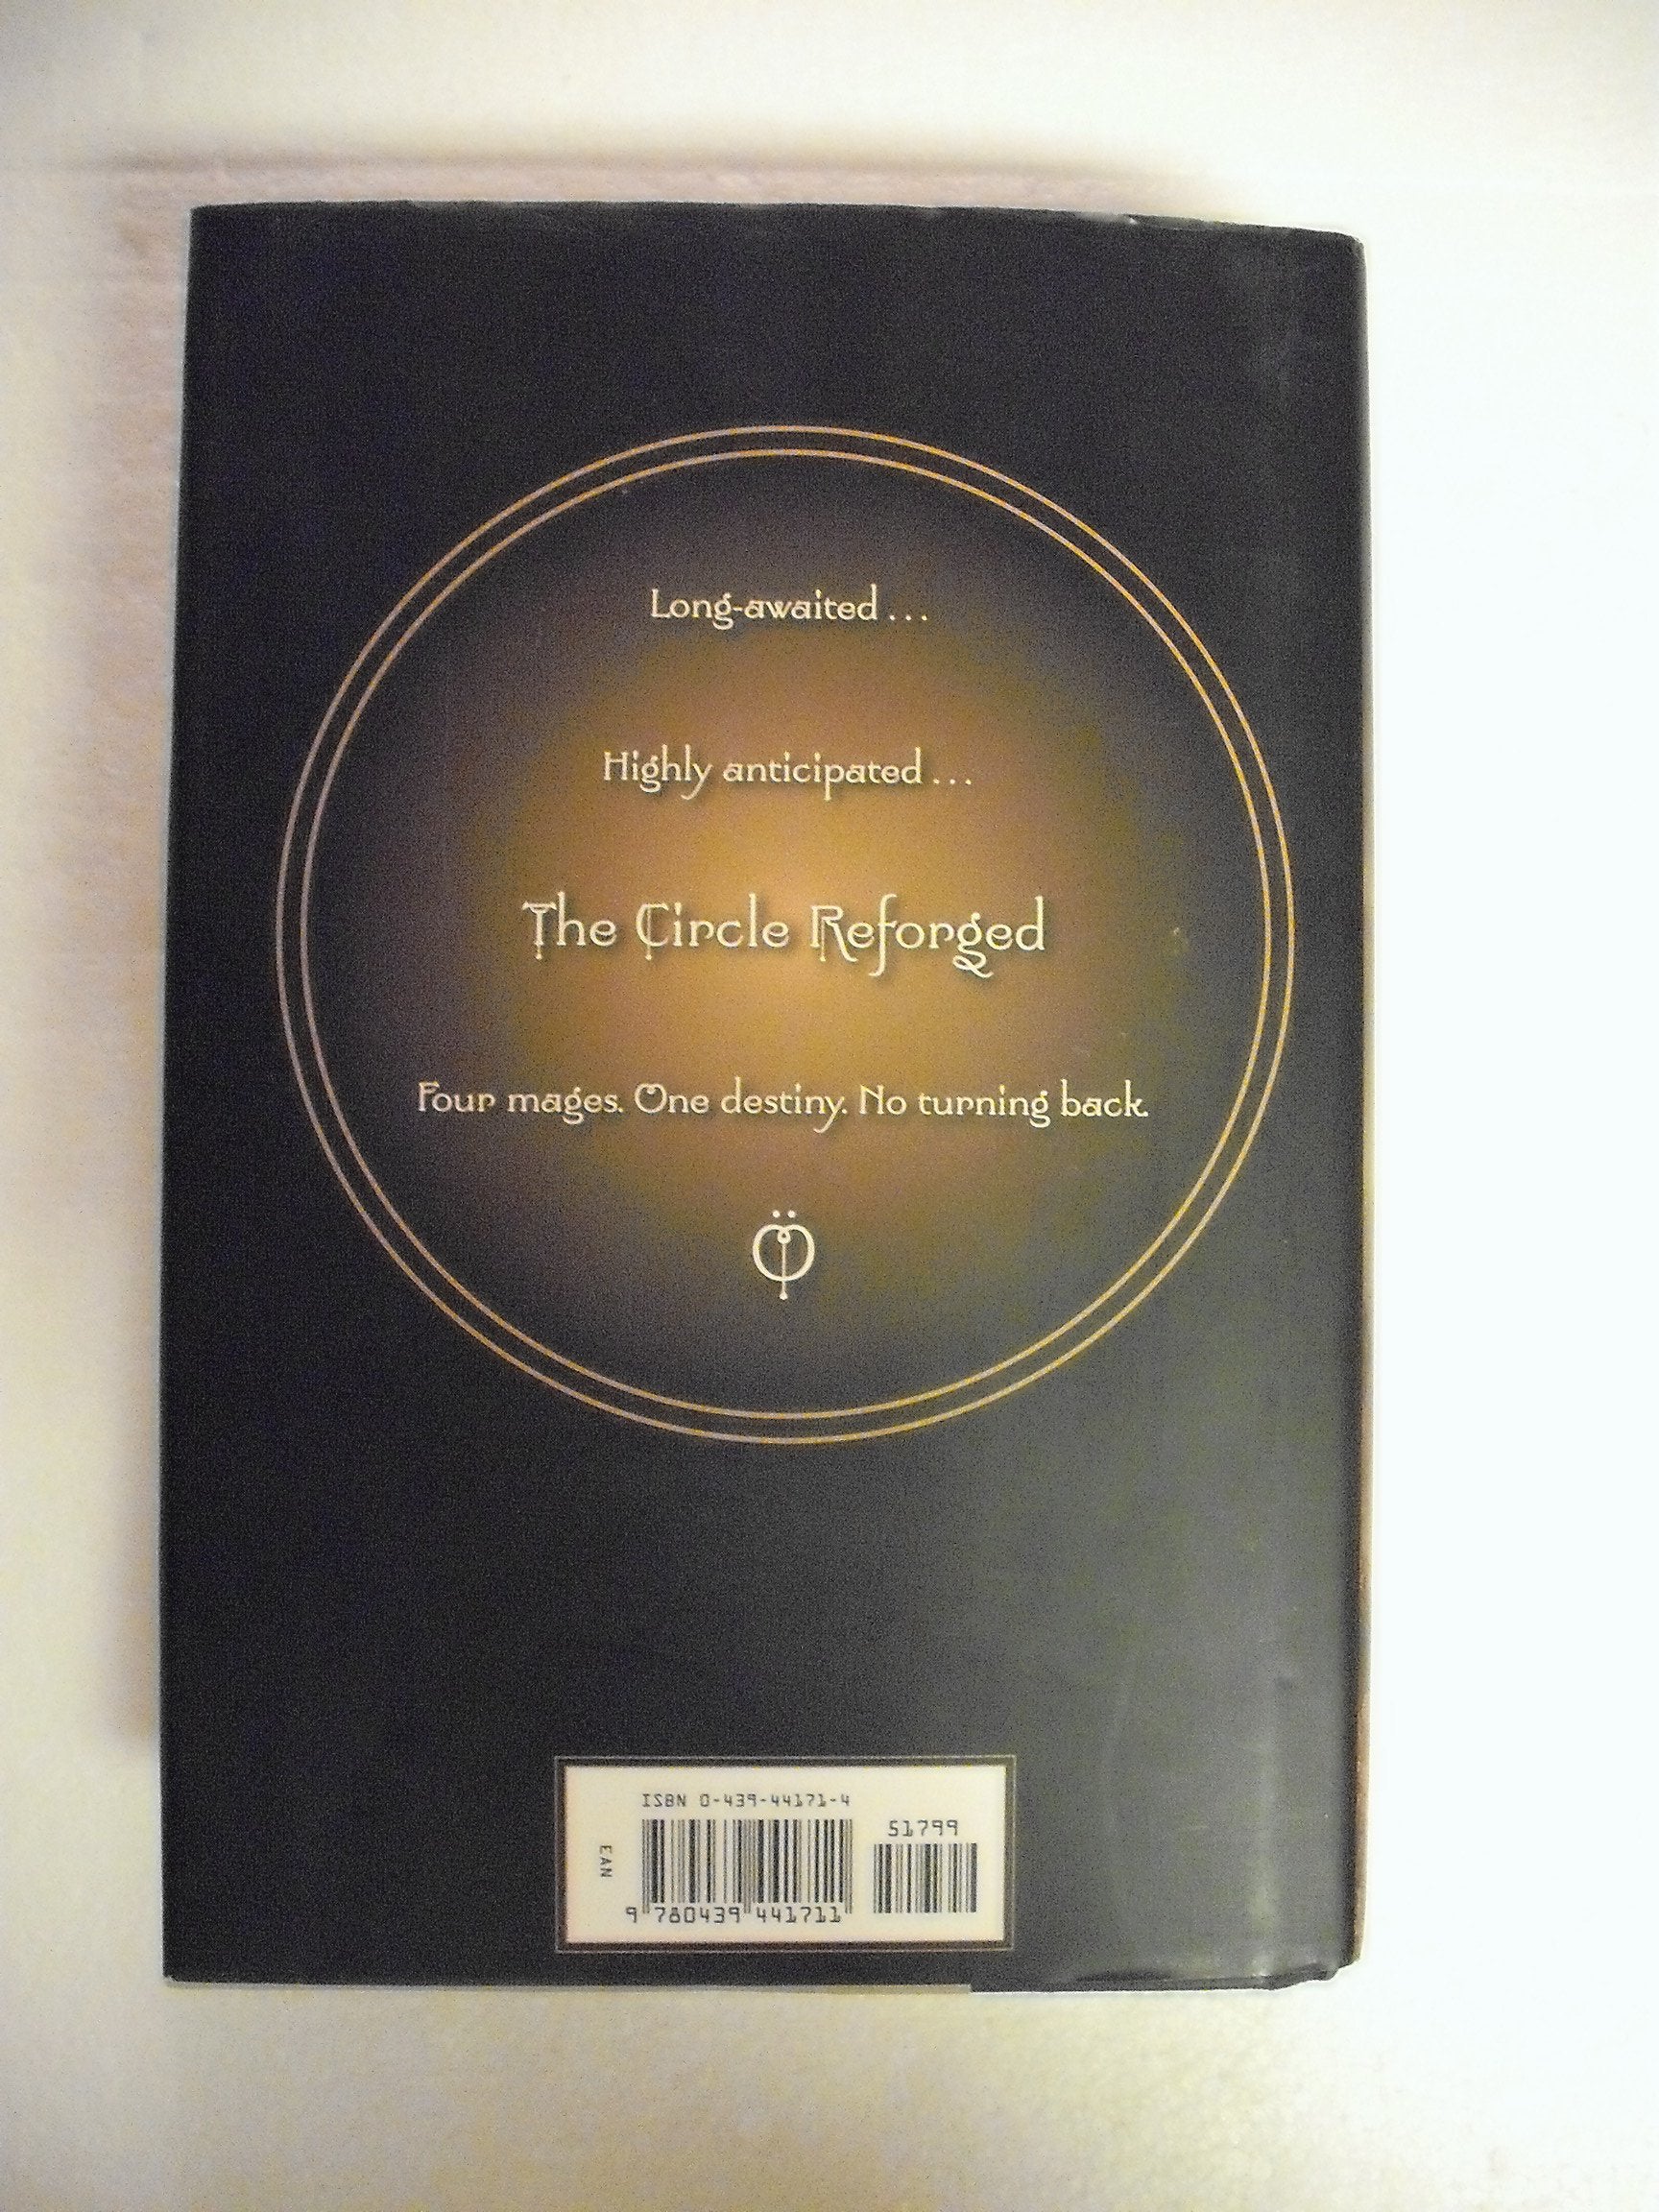 Long-awaited . . .
Highly anticipated . . .
The Circle Reforged
Four mages. One destiny. No turning back.
ISBN 0-439-44171-4
51799
EAN
9 780439 441711